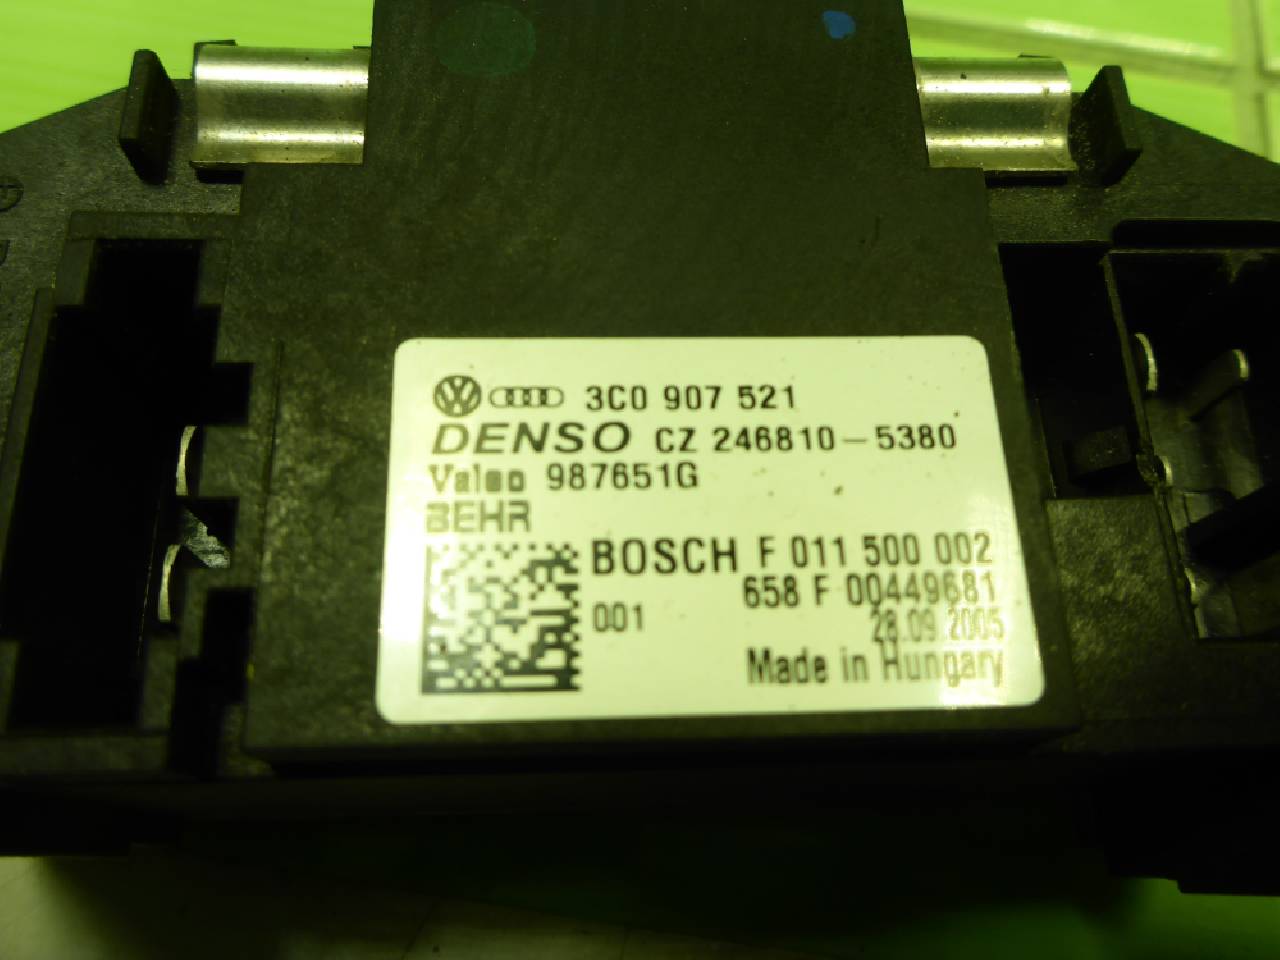 3C0 907 521
DENSO CZ 246810-5380
Valeo 987651G
BEHR
BOSCH F 011 500 002
658 F 00449681
001 28.09.2005
Made in Hungary